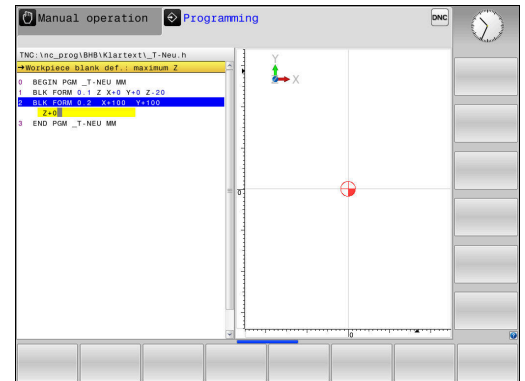 Manual operation
Programming
DNC
TNC:\nc_prog\BHB\Klartext\_T-Neu.h
→Workpiece blank def.: maximum Z
0 BEGIN PGM _T-NEU MM
1 BLK FORM 0.1 Z X+0 Y+0 Z-20
2 BLK FORM 0.2 X+100 Y+100
Z+0
3 END PGM _T-NEU MM
Y
X
0
0